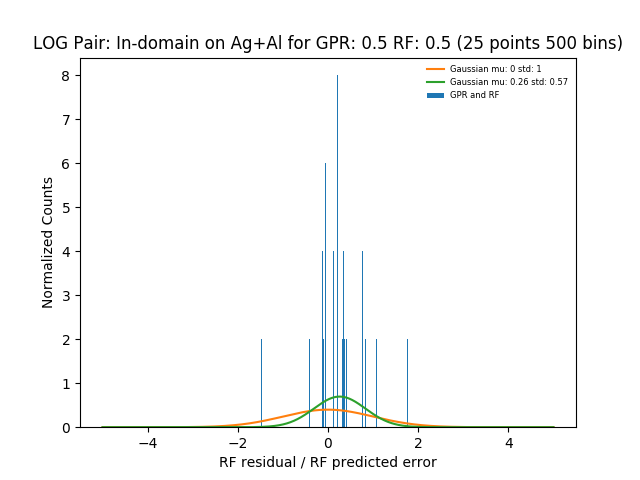 LOG Pair: In-domain on Ag+Al for GPR: 0.5 RF: 0.5 (25 points 500 bins)
Gaussian mu: 0 std: 1
Gaussian mu: 0.26 std: 0.57
GPR and RF
8
7
6
5
4
3
2
1
0
Normalized Counts
−4 −2 0 2 4
RF residual / RF predicted error